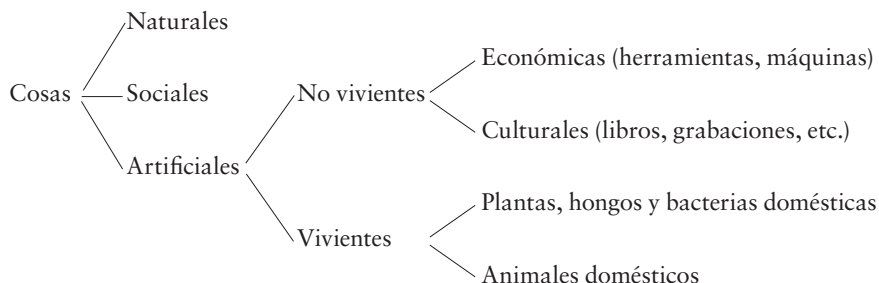 Naturales
Económicas (herramientas, máquinas)
Cosas Sociales No vivientes
Culturales (libros, grabaciones, etc.)
Artificiales
Plantas, hongos y bacterias domésticas
Vivientes
Animales domésticos